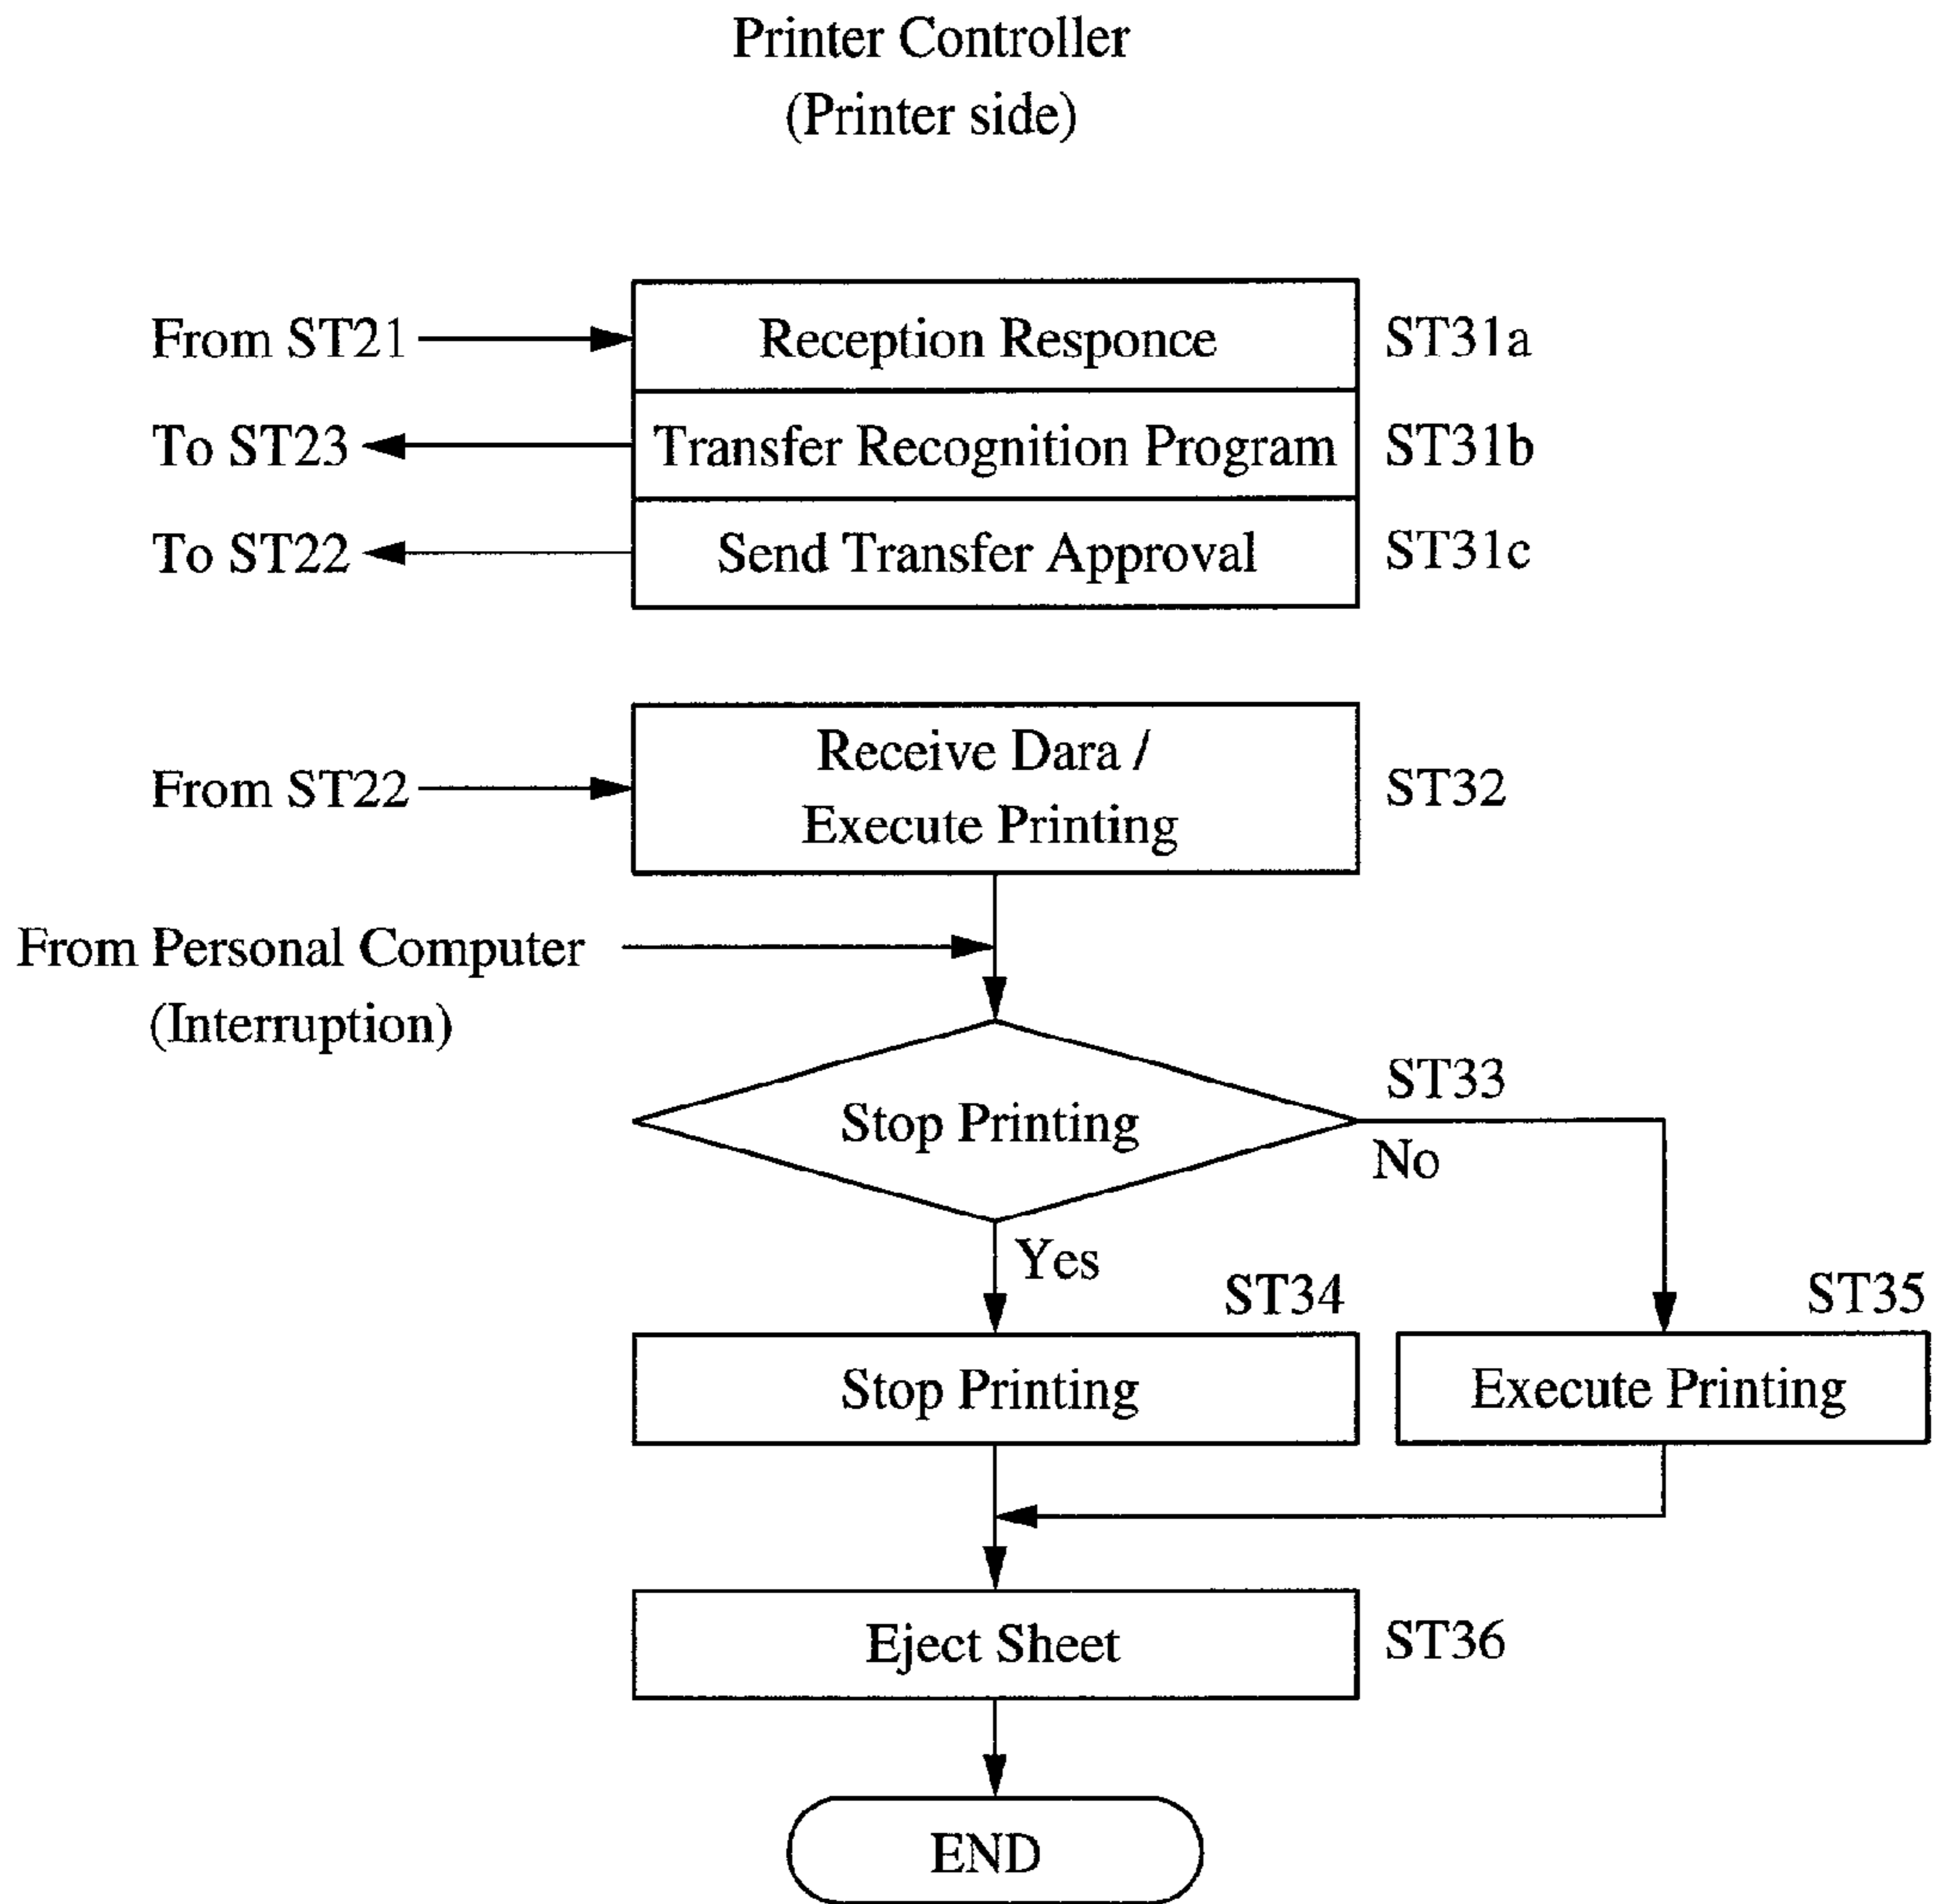 Printer Controller
(Printer side)
From ST21
Reception Responce
ST31a
To ST23
Transfer Recognition Program
ST31b
To ST22
Send Transfer Approval
ST31c
Receive Dara /
From ST22
ST32
Execute Printing
From Personal Computer
(Interruption)
ST33
Stop Printing
No
Yes
ST34
ST35
Stop Printing
Execute Printing
Eject Sheet
ST36
END